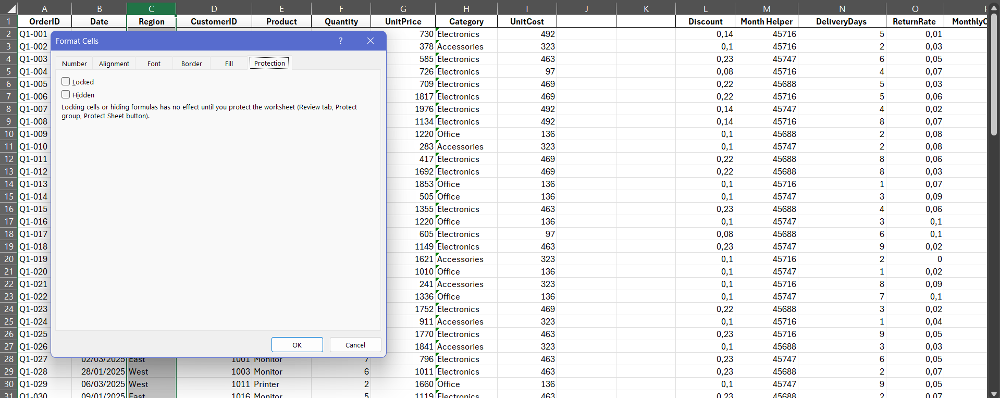 A B C D E F G H I J K L M N O
1 OrderID Date Region CustomerID Product Quantity UnitPrice Category UnitCost Discount Month Helper DeliveryDays ReturnRate MonthlyC
2 Q1-001 730 Electronics 492 0,14 45716 5 0,01
Format Cells ?
3 Q1-002 378 Accessories 323 0,1 45716 2 0,03
4 Q1-003 585 Electronics 463 0,23 45747 6 0,05
Number Alignment Font Border Fill Protection
5 Q1-004 726 Electronics 97 0,08 45716 4 0,07
Locked
6 Q1-005 709 Electronics 469 0,22 45688 5 0,03
Hidden
7 Q1-006 1817 Electronics 469 0,22 45716 5 0,06
Locking cells or hiding formulas has no effect until you protect the worksheet (Review tab, Protect
group, Protect Sheet button).
8 Q1-007 1976 Electronics 492 0,14 45747 4 0,02
9 Q1-008 1134 Electronics 492 0,14 45716 8 0,07
10 Q1-009 1220 Office 136 0,1 45688 2 0,08
11 Q1-010 283 Accessories 323 0,1 45747 2 0,08
12 Q1-011 417 Electronics 469 0,22 45688 8 0,06
13 Q1-012 1692 Electronics 469 0,22 45688 8 0,03
14 Q1-013 1853 Office 136 0,1 45716 1 0,07
15 Q1-014 505 Office 136 0,1 45747 3 0,09
16 Q1-015 1355 Electronics 463 0,23 45688 4 0,06
17 Q1-016 1220 Office 136 0,1 45747 3 0,1
18 Q1-017 605 Electronics 97 0,08 45688 6 0,1
19 Q1-018 1149 Electronics 463 0,23 45747 9 0,02
20 Q1-019 1621 Accessories 323 0,1 45716 2 0
21 Q1-020 1010 Office 136 0,1 45747 1 0,02
22 Q1-021 241 Accessories 323 0,1 45716 8 0,09
23 Q1-022 1336 Office 136 0,1 45747 7 0,1
24 Q1-023 1752 Electronics 469 0,22 45688 3 0,02
25 Q1-024 911 Accessories 323 0,1 45716 1 0,04
26 Q1-025 1770 Electronics 463 0,23 45716 9 0,05
27 Q1-026 1841 Accessories 323 0,1 45688 3 0,03
OK Cancel
28 Q1-027 02/03/2025 East 1001 Monitor 7 796 Electronics 463 0,23 45747 6 0,05
29 Q1-028 28/01/2025 West 1003 Monitor 6 1011 Electronics 463 0,23 45688 2 0,07
30 Q1-029 06/03/2025 West 1011 Printer 2 1660 Office 136 0,1 45747 9 0,05
31 Q1-030 09/01/2025 East 1016 Monitor 5 1119 Electronics 463 0,23 45688 2 0,07